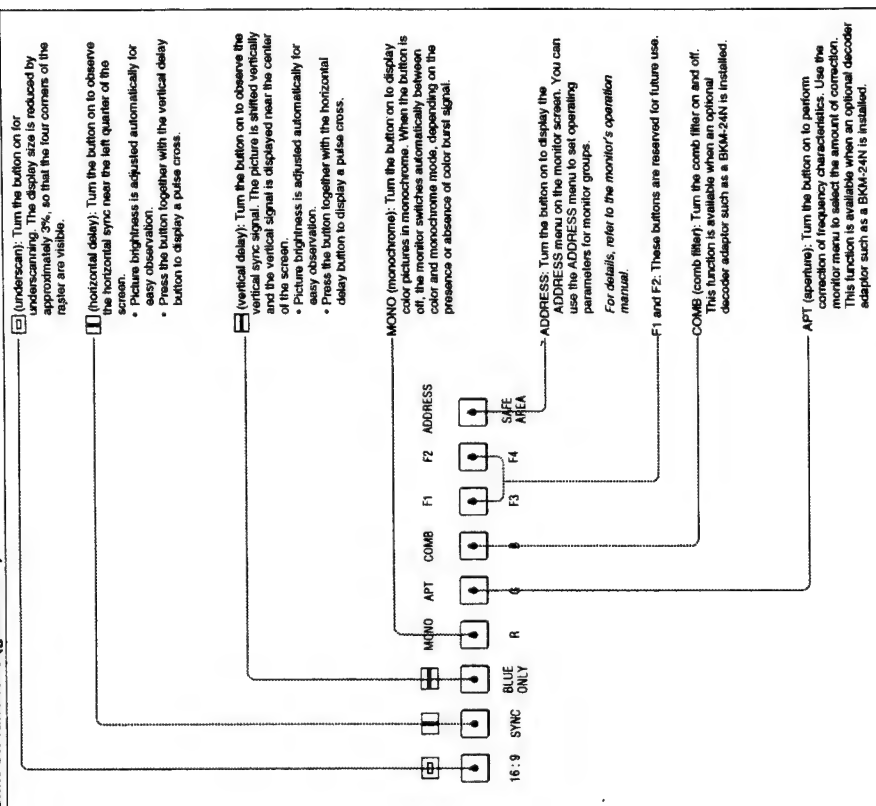 (underscan): Turn the button on for
underscanning. The display size is reduced by
approximately 3%, so that the four corners of the
raster are visible.
(horizontal delay): Turn the button on to observe
the horizontal sync near the left quarter of the
screen.
• Picture brightness is adjusted automatically for
easy observation.
• Press the button together with the vertical delay
button to display a pulse cross.
(vertical delay): Turn the button on to observe the
vertical sync signal. The picture is shifted vertically
and the vertical signal is displayed near the center
of the screen.
• Picture brightness is adjusted automatically for
easy observation.
• Press the button together with the horizontal
delay button to display a pulse cross.
MONO (monochrome): Turn the button on to display
color pictures in monochrome. When the button is
off, the monitor switches automatically between
color and monochrome mode, depending on the
presence or absence of color burst signal.
MONO APT COMB F1 F2 ADDRESS
16:9 SYNC BLUE ONLY R G B F3 F4 SAFE AREA
ADDRESS: Turn the button on to display the
ADDRESS menu on the monitor screen. You can
use the ADDRESS menu to set operating
parameters for monitor groups.
For details, refer to the monitor's operation
manual.
F1 and F2: These buttons are reserved for future use.
COMB (comb filter): Turn the comb filter on and off.
This function is available when an optional
decoder adaptor such as a BKM-24N is installed.
APT (aperture): Turn the button on to perform
correction of frequency characteristics. Use the
monitor menu to select the amount of correction.
This function is available when an optional decoder
adaptor such as a BKM-24N is installed.